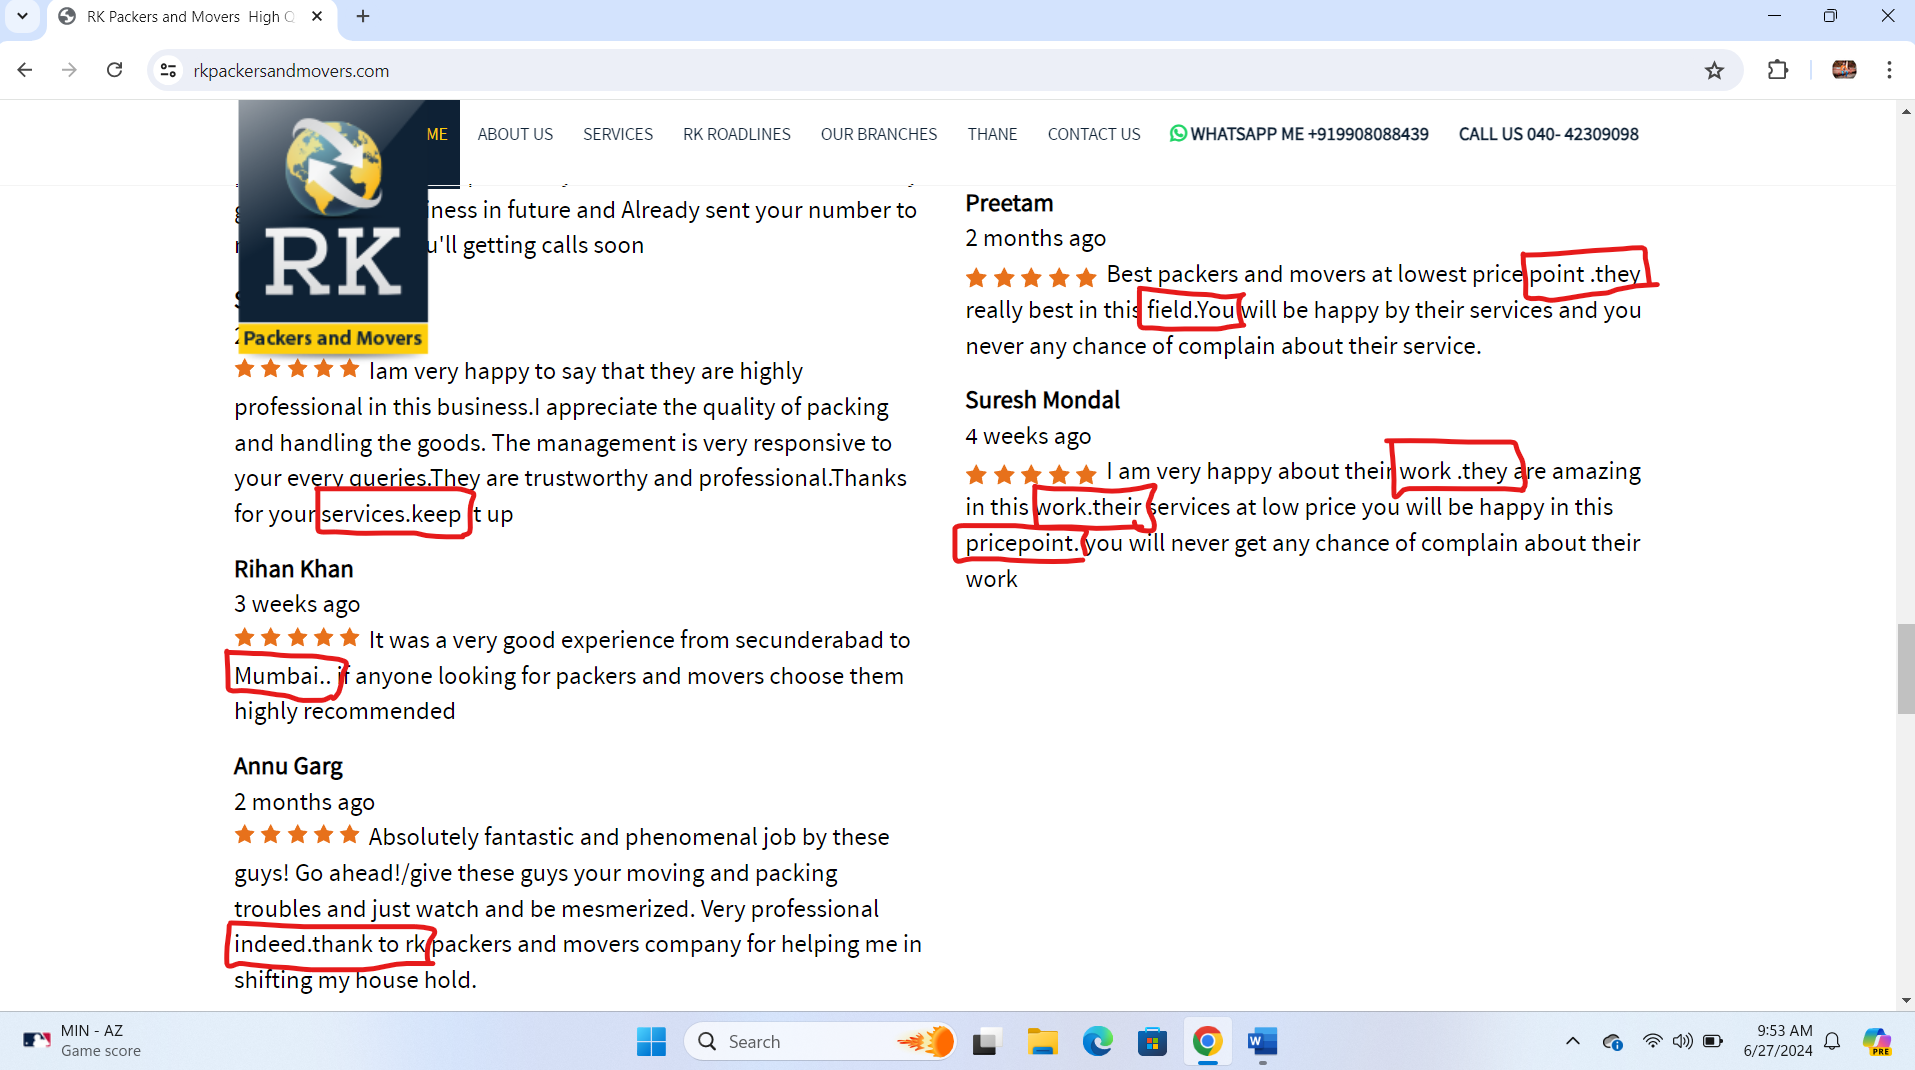 RK Packers and Movers High Q
rkpackersandmovers.com
ME
ABOUT US
SERVICES
RK ROADLINES
OUR BRANCHES
THANE
CONTACT US
WHATSAPP ME +919908088439
CALL US 040- 42309098
RK
Packers and Movers
in future and Already sent your number to
getting calls soon
Iam very happy to say that they are highly
professional in this business.I appreciate the quality of packing
and handling the goods. The management is very responsive to
your every queries.They are trustworthy and professional.Thanks
for your services.keep it up
Rihan Khan
3 weeks ago
It was a very good experience from secunderabad to
Mumbai.. if anyone looking for packers and movers choose them
highly recommended
Annu Garg
2 months ago
Absolutely fantastic and phenomenal job by these
guys! Go ahead!/give these guys your moving and packing
troubles and just watch and be mesmerized. Very professional
indeed.thank to rk packers and movers company for helping me in
shifting my house hold.
Preetam
2 months ago
Best packers and movers at lowest price point .they
really best in this field.You will be happy by their services and you
never any chance of complain about their service.
Suresh Mondal
4 weeks ago
I am very happy about their work .they are amazing
in this work.their services at low price you will be happy in this
pricepoint. you will never get any chance of complain about their
work
MIN - AZ
Game score
Search
W
9:53 AM
6/27/2024
PRE